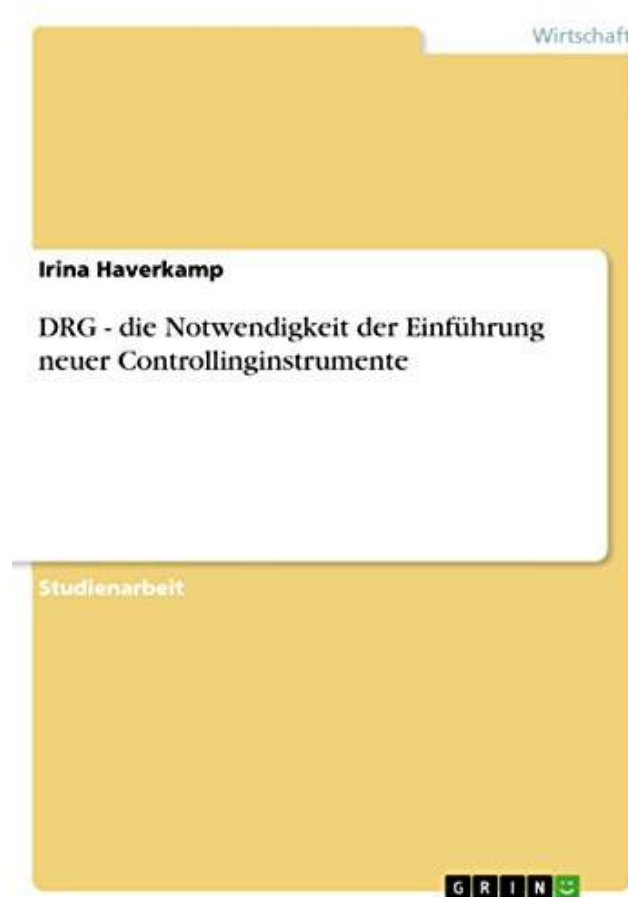 Wirtschaft
Irina Haverkamp
DRG - die Notwendigkeit der Einführung
neuer Controllinginstrumente
Studienarbeit
GRIN